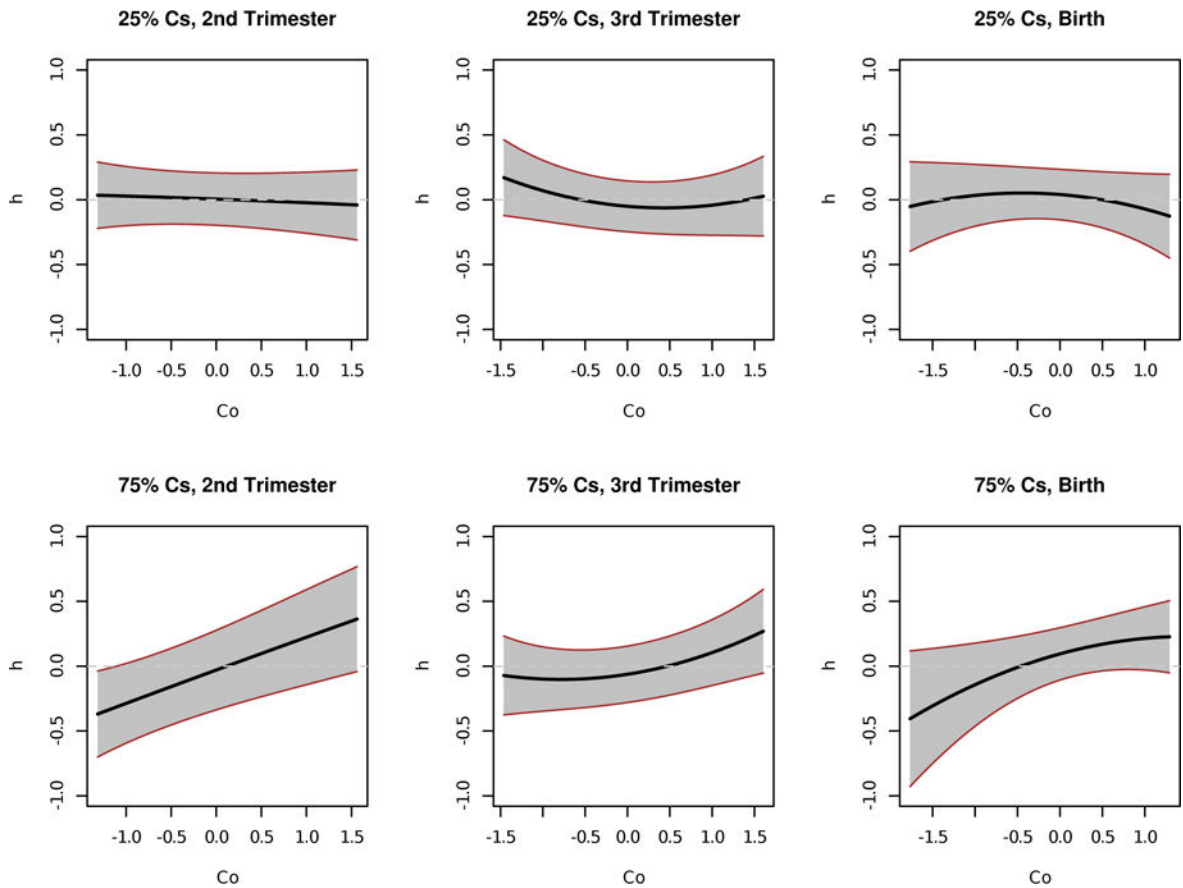 25% Cs, 2nd Trimester
h
1.0
0.5
0.0
-0.5
-1.0
-1.0 -0.5 0.0 0.5 1.0 1.5
Co
25% Cs, 3rd Trimester
h
1.0
0.5
0.0
-0.5
-1.0
-1.5 -0.5 0.0 0.5 1.0 1.5
Co
25% Cs, Birth
h
1.0
0.5
0.0
-0.5
-1.0
-1.5 -0.5 0.0 0.5 1.0
Co
75% Cs, 2nd Trimester
h
1.0
0.5
0.0
-0.5
-1.0
-1.0 -0.5 0.0 0.5 1.0 1.5
Co
75% Cs, 3rd Trimester
h
1.0
0.5
0.0
-0.5
-1.0
-1.5 -0.5 0.0 0.5 1.0 1.5
Co
75% Cs, Birth
h
1.0
0.5
0.0
-0.5
-1.0
-1.5 -0.5 0.0 0.5 1.0
Co